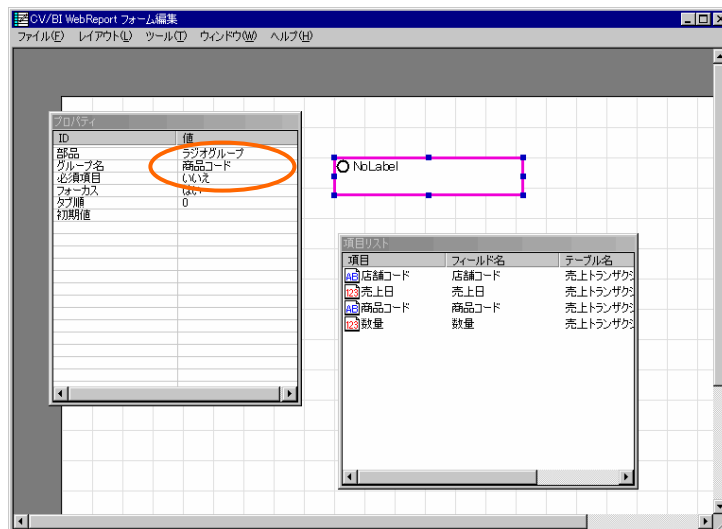 CV/BI WebReport フォーム編集
ファイル(F) レイアウト(L) ツール(T) ウィンドウ(W) ヘルプ(H)
プロパティ
ID 値
部品 ラジオグループ
グループ名 商品コード
必須項目 いいえ
フォーカス はい
タブ順 0
初期値
NoLabel
項目リスト
項目 フィールド名 テーブル名
AB 店舗コード 店舗コード 売上トランザクシ
123 売上日 売上日 売上トランザクシ
AB 商品コード 商品コード 売上トランザクシ
123 数量 数量 売上トランザクシ